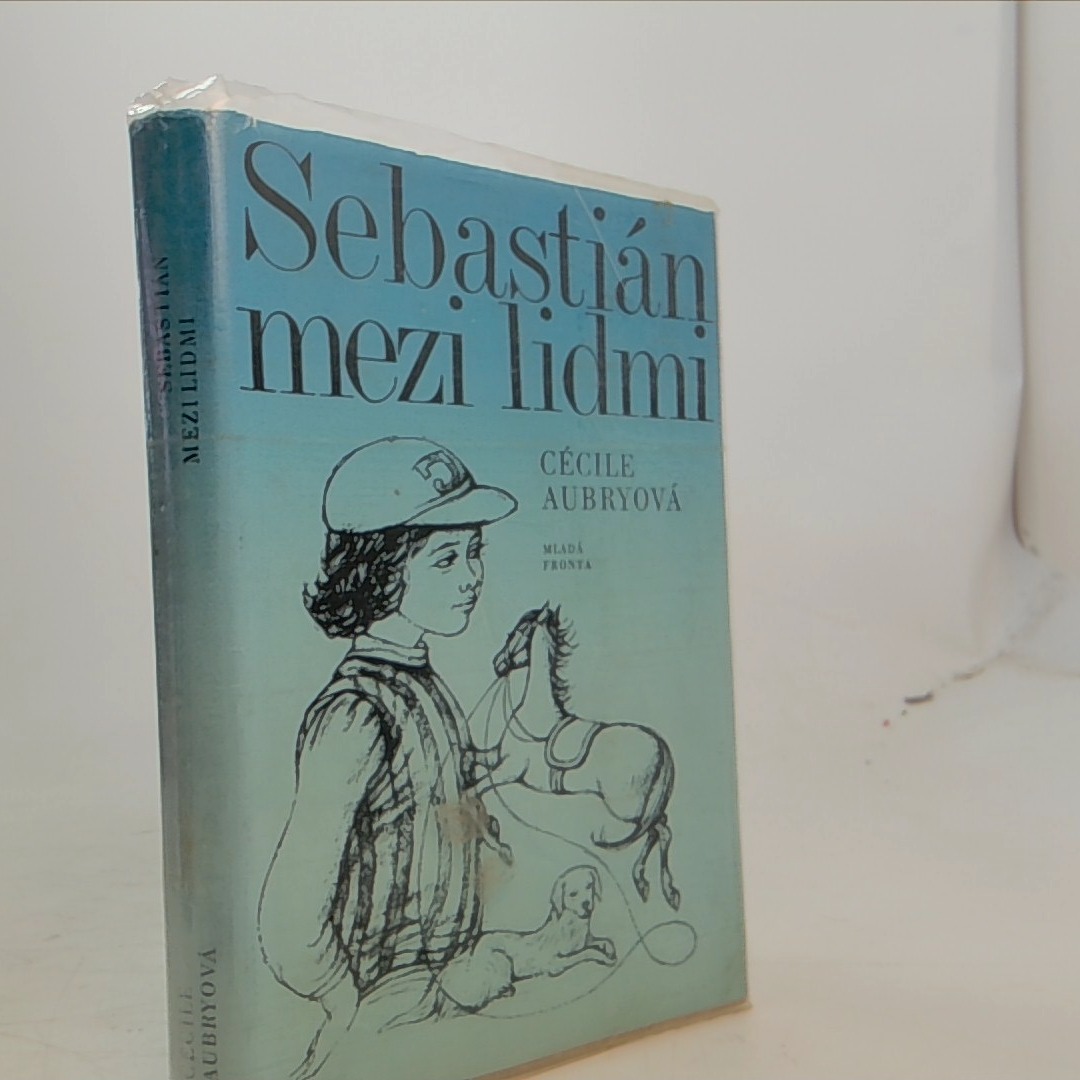 Sebastián
mezi lidmi
CÉCILE
AUBRYOVÁ
MLADÁ
FRONTA
SEBASTIÁN
MEZI LIDMI
CÉCILE
AUBRYOVÁ